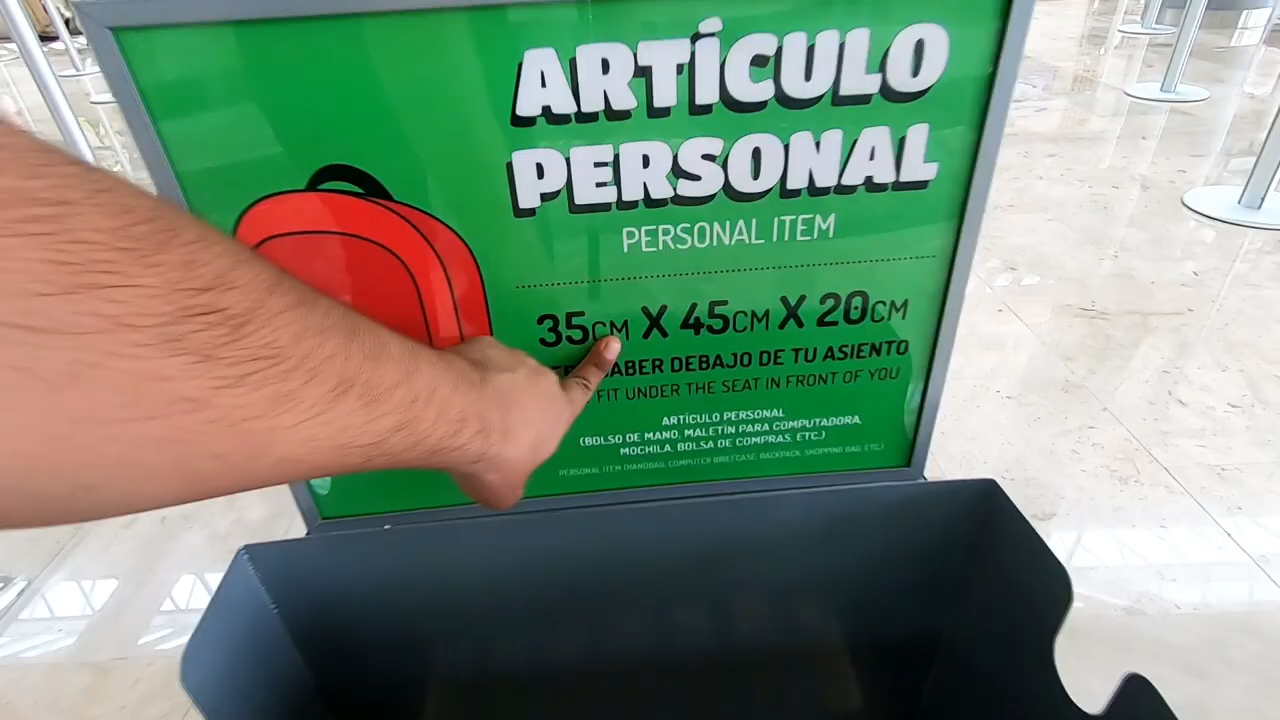 ARTÍCULO
PERSONAL
PERSONAL ITEM
35CM X 45CM X 20CM
DEBAJO DE TU ASIENTO
FIT UNDER THE SEAT IN FRONT OF YOU
ARTÍCULO PERSONAL
(BOLSO DE MANO, MALETÍN PARA COMPUTADORA,
MOCHILA, BOLSA DE COMPRAS, ETC.)
PERSONAL ITEM (HANDBAG, COMPUTER BRIEFCASE, BACKPACK, SHOPPING BAG, ETC.)